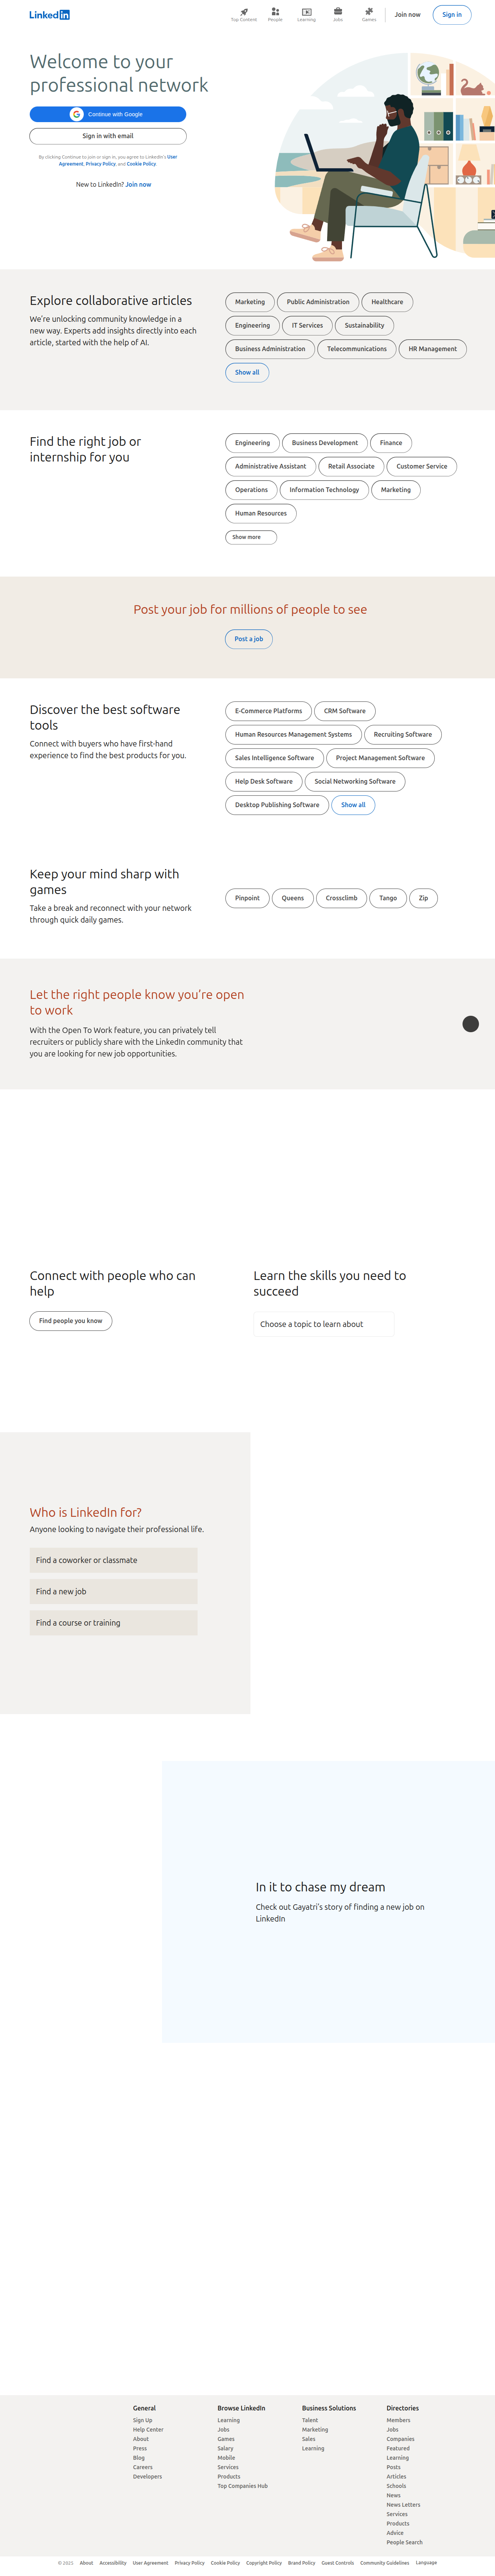 LinkedIn
Top Content
People
Learning
Jobs
Games
Join now
Sign in
Welcome to your
professional network
Continue with Google
Sign in with email
By clicking Continue to join or sign in, you agree to LinkedIn's User
Agreement, Privacy Policy, and Cookie Policy.
New to LinkedIn? Join now
Explore collaborative articles
We're unlocking community knowledge in a
new way. Experts add insights directly into each
article, started with the help of AI.
Marketing
Public Administration
Healthcare
Engineering
IT Services
Sustainability
Business Administration
Telecommunications
HR Management
Show all
Find the right job or
internship for you
Engineering
Business Development
Finance
Administrative Assistant
Retail Associate
Customer Service
Operations
Information Technology
Marketing
Human Resources
Show more
Post your job for millions of people to see
Post a job
Discover the best software
tools
Connect with buyers who have first-hand
experience to find the best products for you.
E-Commerce Platforms
CRM Software
Human Resources Management Systems
Recruiting Software
Sales Intelligence Software
Project Management Software
Help Desk Software
Social Networking Software
Desktop Publishing Software
Show all
Keep your mind sharp with
games
Take a break and reconnect with your network
through quick daily games.
Pinpoint
Queens
Crossclimb
Tango
Zip
Let the right people know you're open
to work
With the Open To Work feature, you can privately tell
recruiters or publicly share with the LinkedIn community that
you are looking for new job opportunities.
Connect with people who can
help
Find people you know
Learn the skills you need to
succeed
Choose a topic to learn about
Who is LinkedIn for?
Anyone looking to navigate their professional life.
Find a coworker or classmate
Find a new job
Find a course or training
In it to chase my dream
Check out Gayatri's story of finding a new job on
LinkedIn
General
Sign Up
Help Center
About
Press
Blog
Careers
Developers
Browse LinkedIn
Learning
Jobs
Games
Salary
Mobile
Services
Products
Top Companies Hub
Business Solutions
Talent
Marketing
Sales
Learning
Directories
Members
Jobs
Companies
Featured
Learning
Posts
Articles
Schools
News
News Letters
Services
Products
Advice
People Search
© 2025
About
Accessibility
User Agreement
Privacy Policy
Cookie Policy
Copyright Policy
Brand Policy
Guest Controls
Community Guidelines
Language